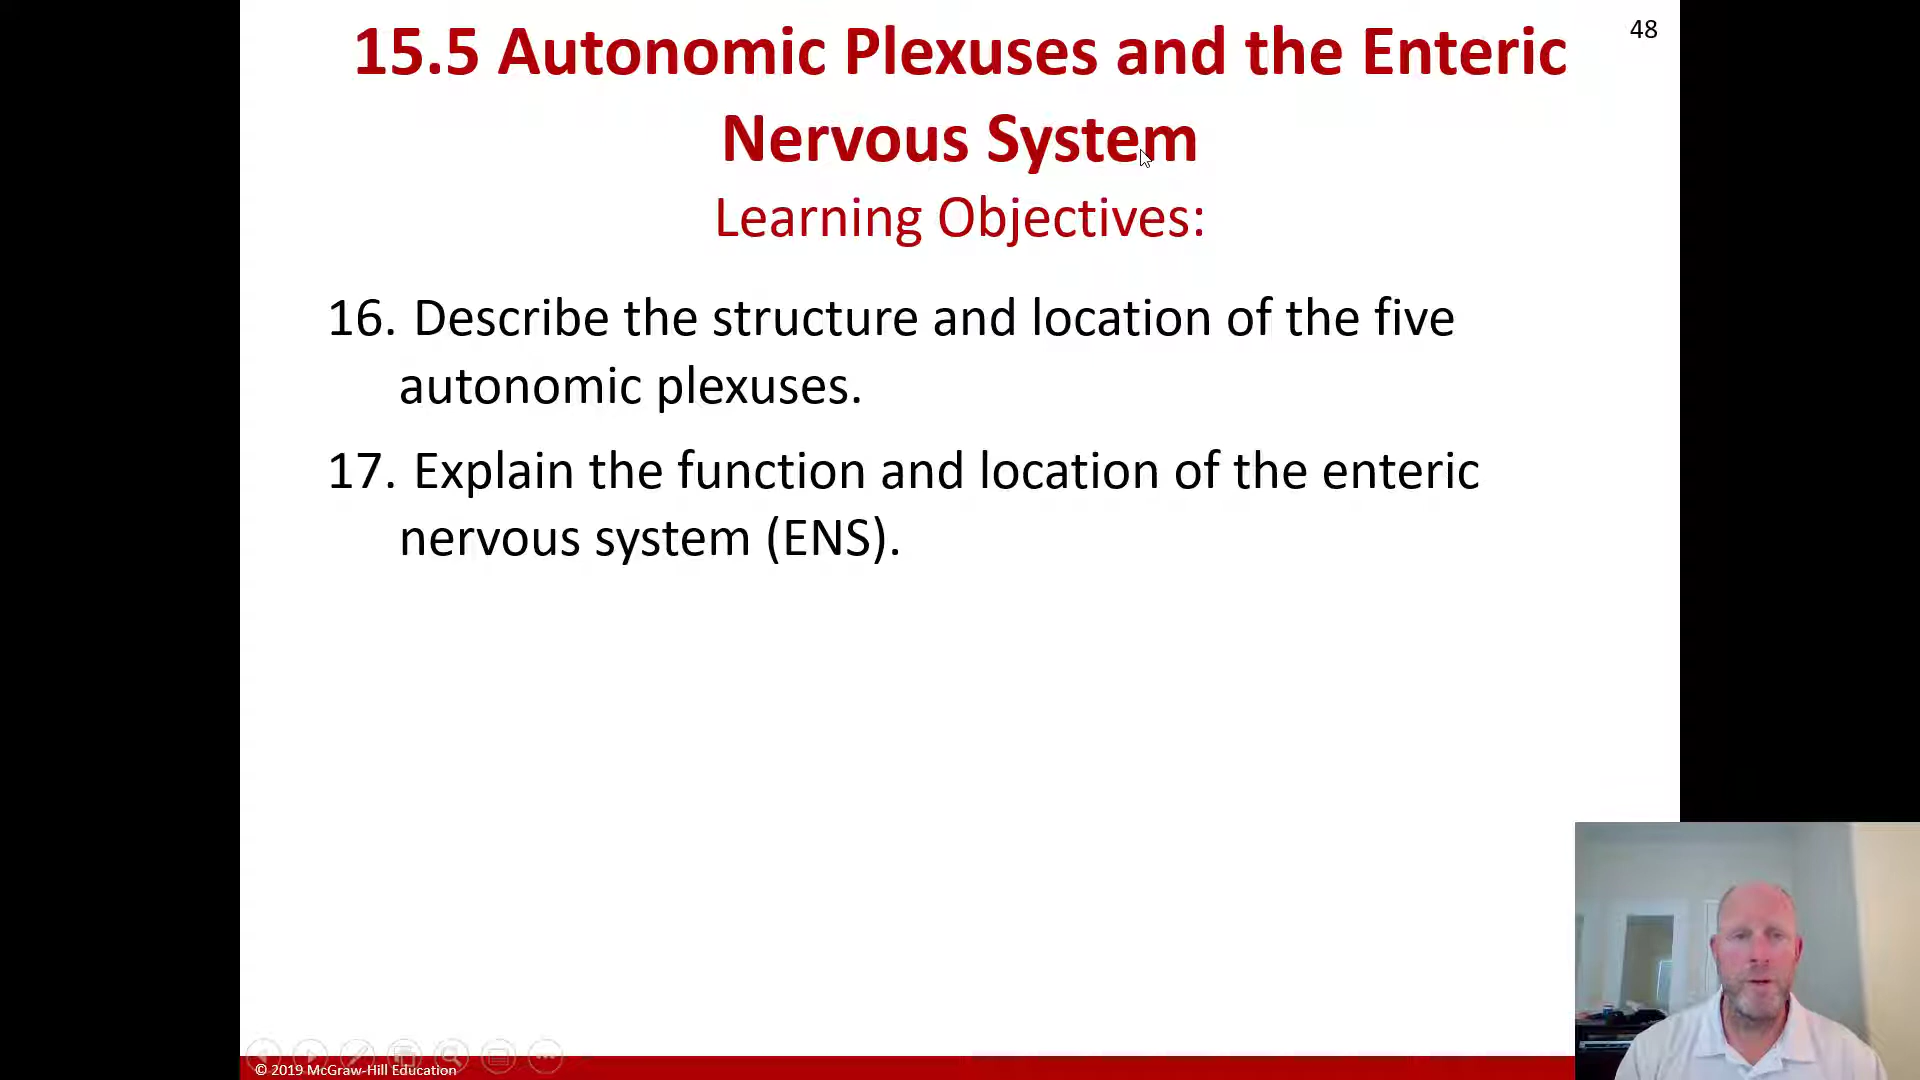 48
15.5 Autonomic Plexuses and the Enteric
Nervous System
Learning Objectives:
16. Describe the structure and location of the five
autonomic plexuses.
17. Explain the function and location of the enteric
nervous system (ENS).
© 2019 McGraw-Hill Education